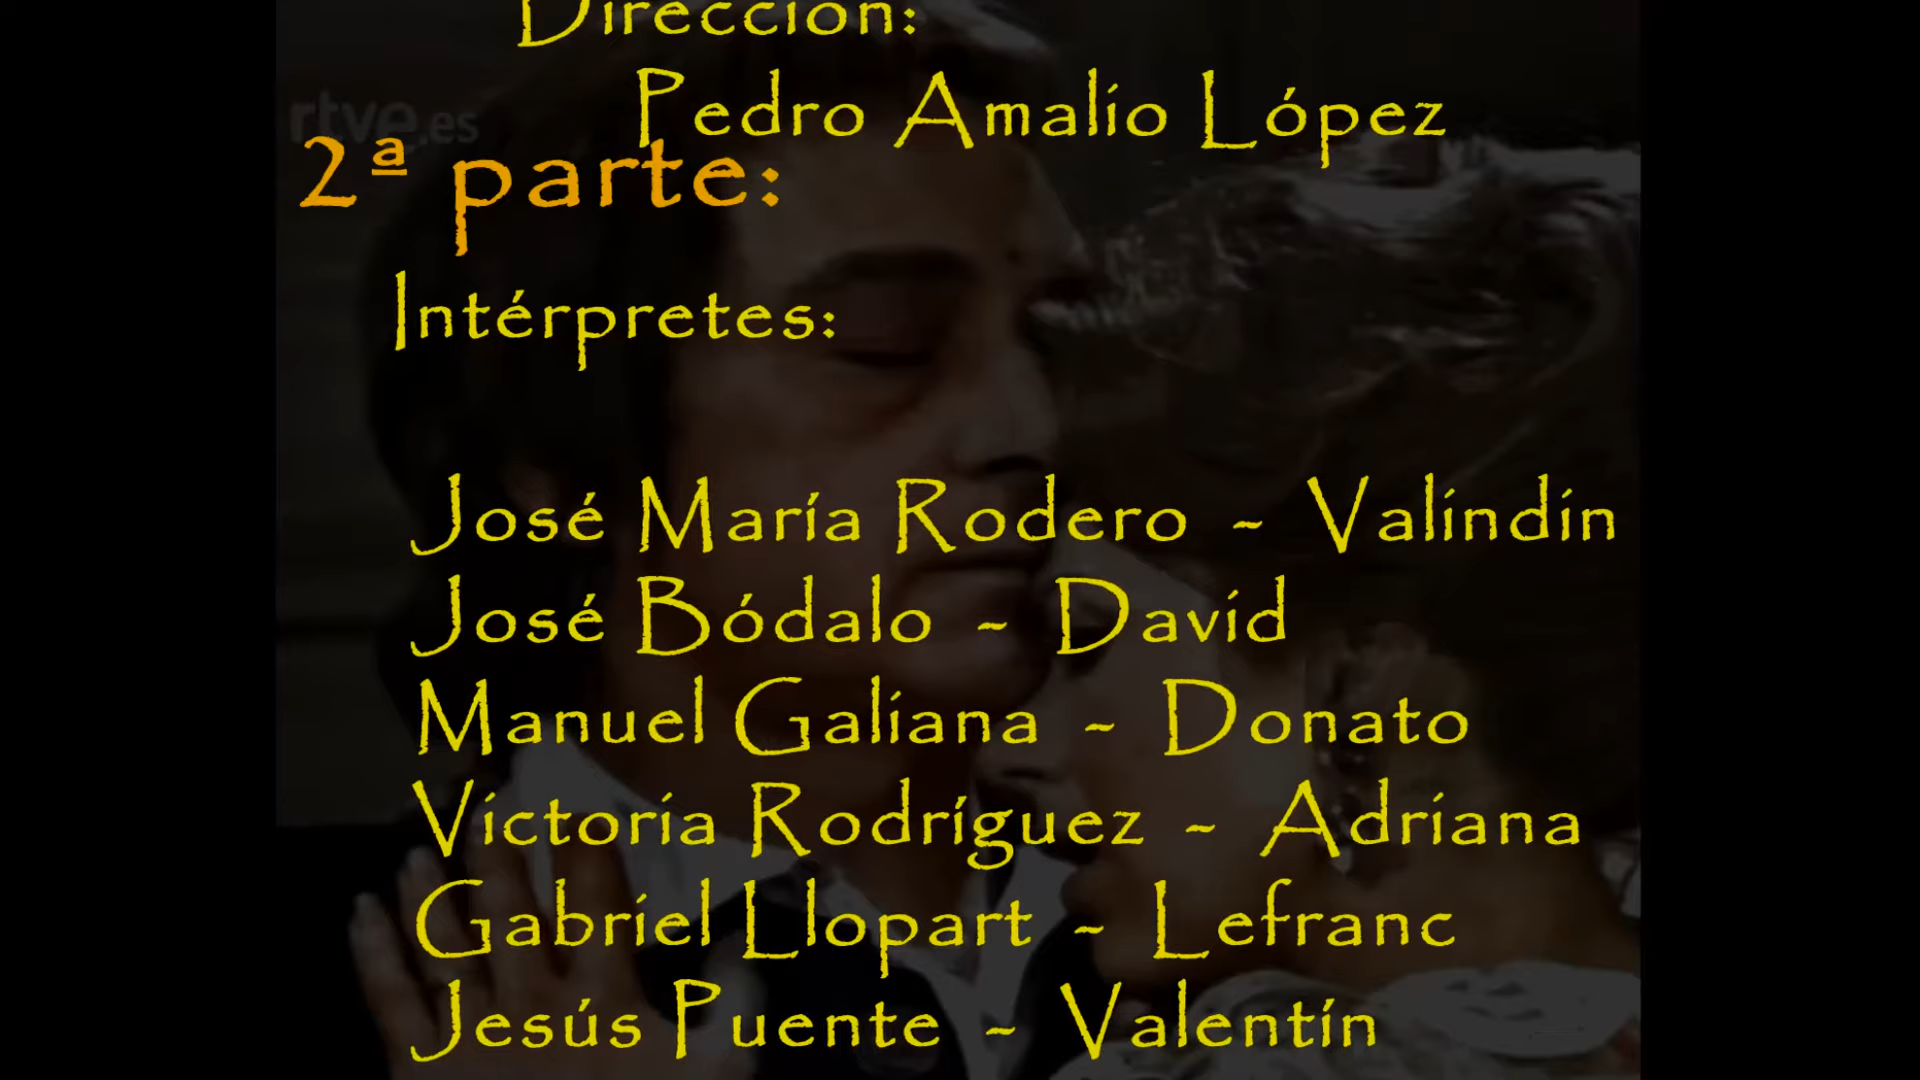 Dirección:
Pedro Amalio López
rtve.es
2ª parte:
Intérpretes:
José María Rodero - Valindin
José Bódalo - David
Manuel Galiana - Donato
Victoria Rodríguez - Adriana
Gabriel Llopart - Lefranc
Jesús Puente - Valentín